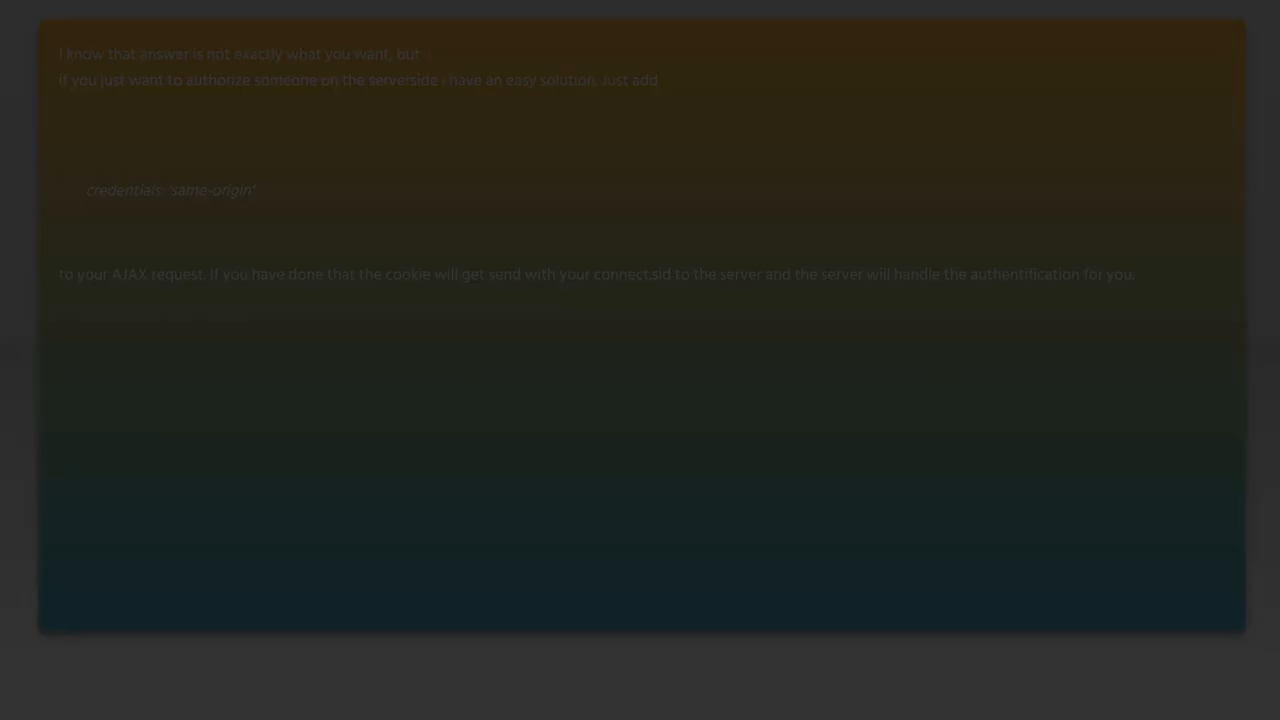 I know that answer is not exactly what you want, but
if you just want to authorize someone on the serverside i have an easy solution. Just add
credentials: 'same-origin'
to your AJAX request. If you have done that the cookie will get send with your connect.sid to the server and the server will handle the authentification for you.